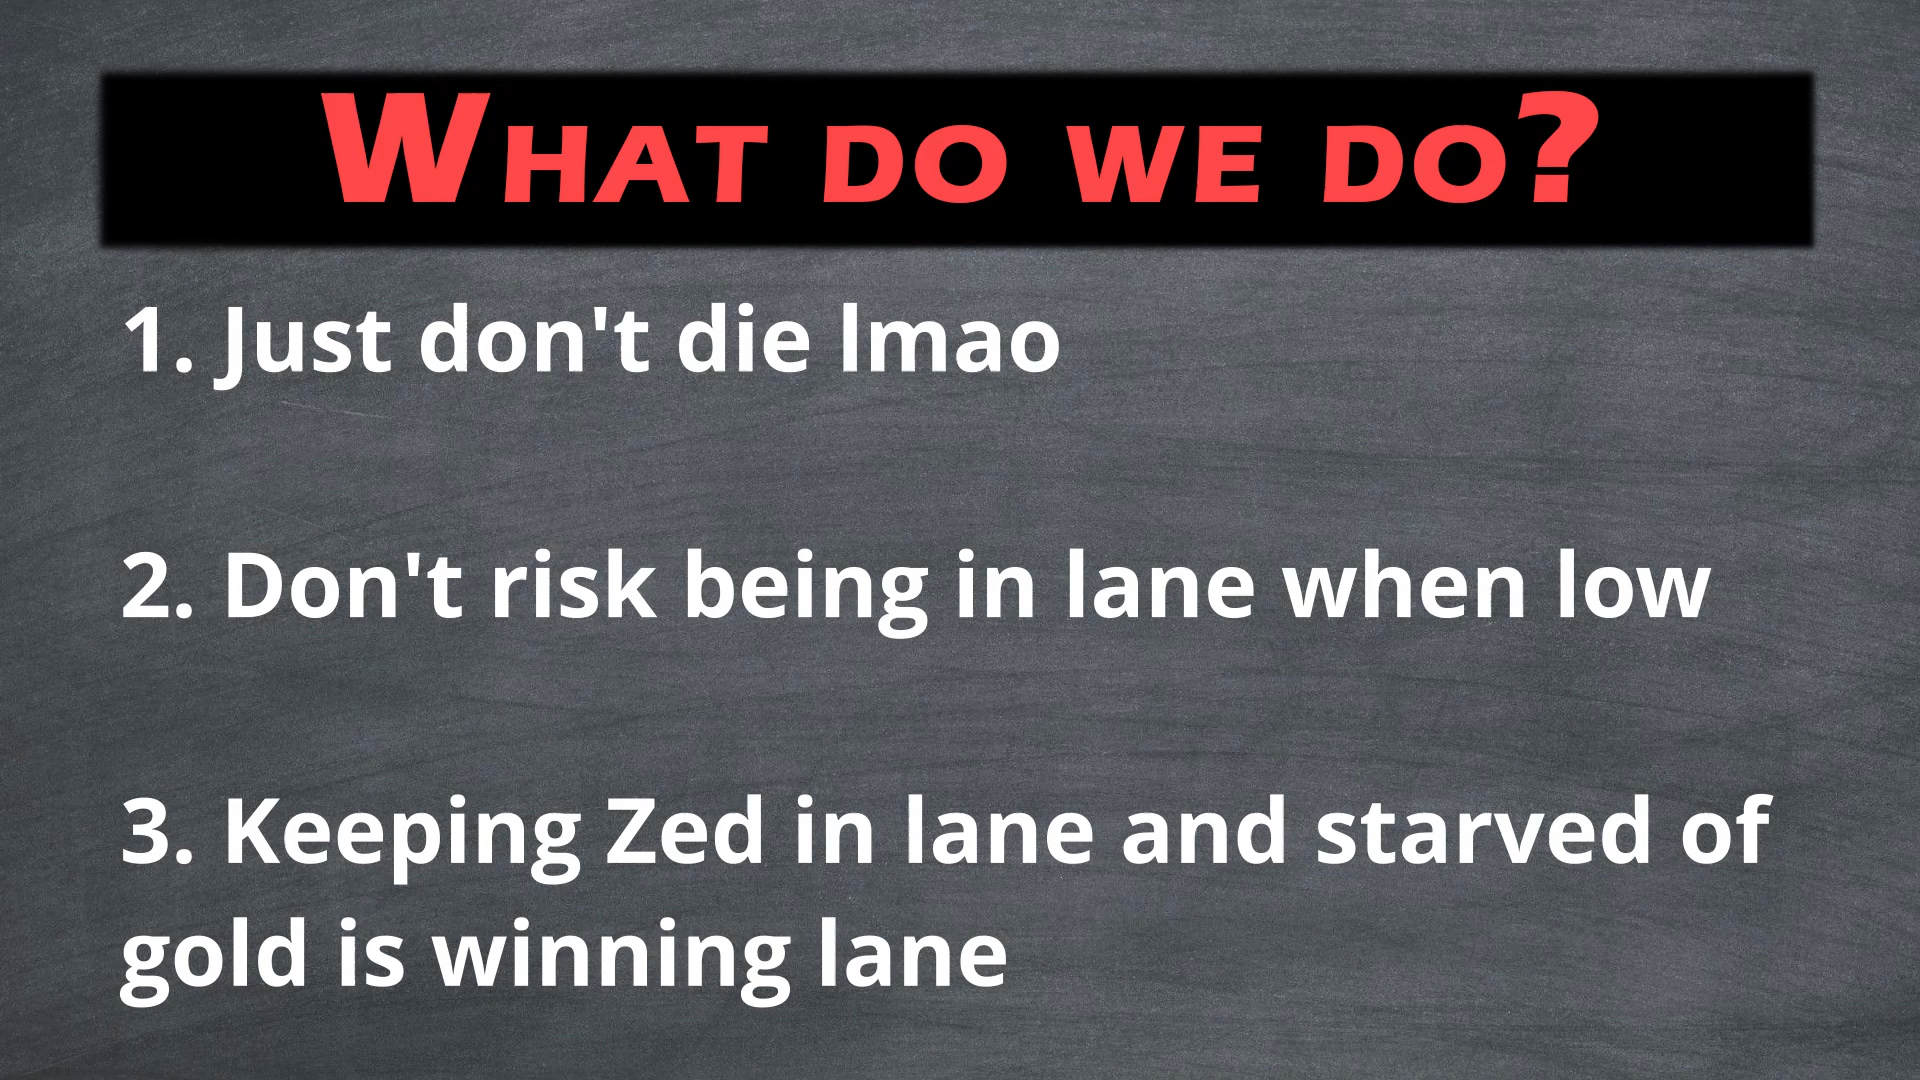 What do we do?
1. Just don't die lmao
2. Don't risk being in lane when low
3. Keeping Zed in lane and starved of
gold is winning lane